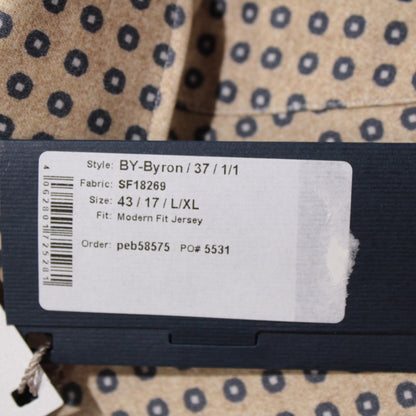 Style: BY-Byron / 37 / 1/1
Fabric: SF18269
Size: 43 / 17 / L/XL
Fit: Modern Fit Jersey
Order: peb58575 PO# 5531